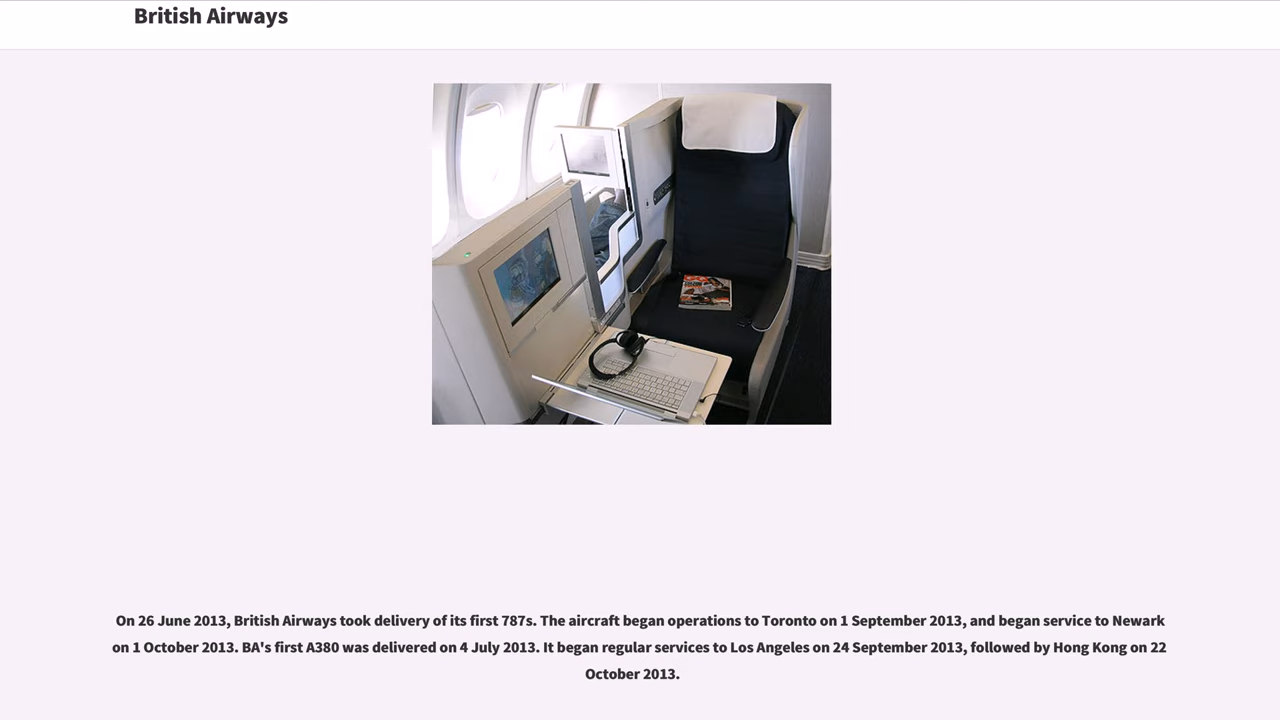 British Airways
On 26 June 2013, British Airways took delivery of its first 787s. The aircraft began operations to Toronto on 1 September 2013, and began service to Newark
on 1 October 2013. BA's first A380 was delivered on 4 July 2013. It began regular services to Los Angeles on 24 September 2013, followed by Hong Kong on 22
October 2013.